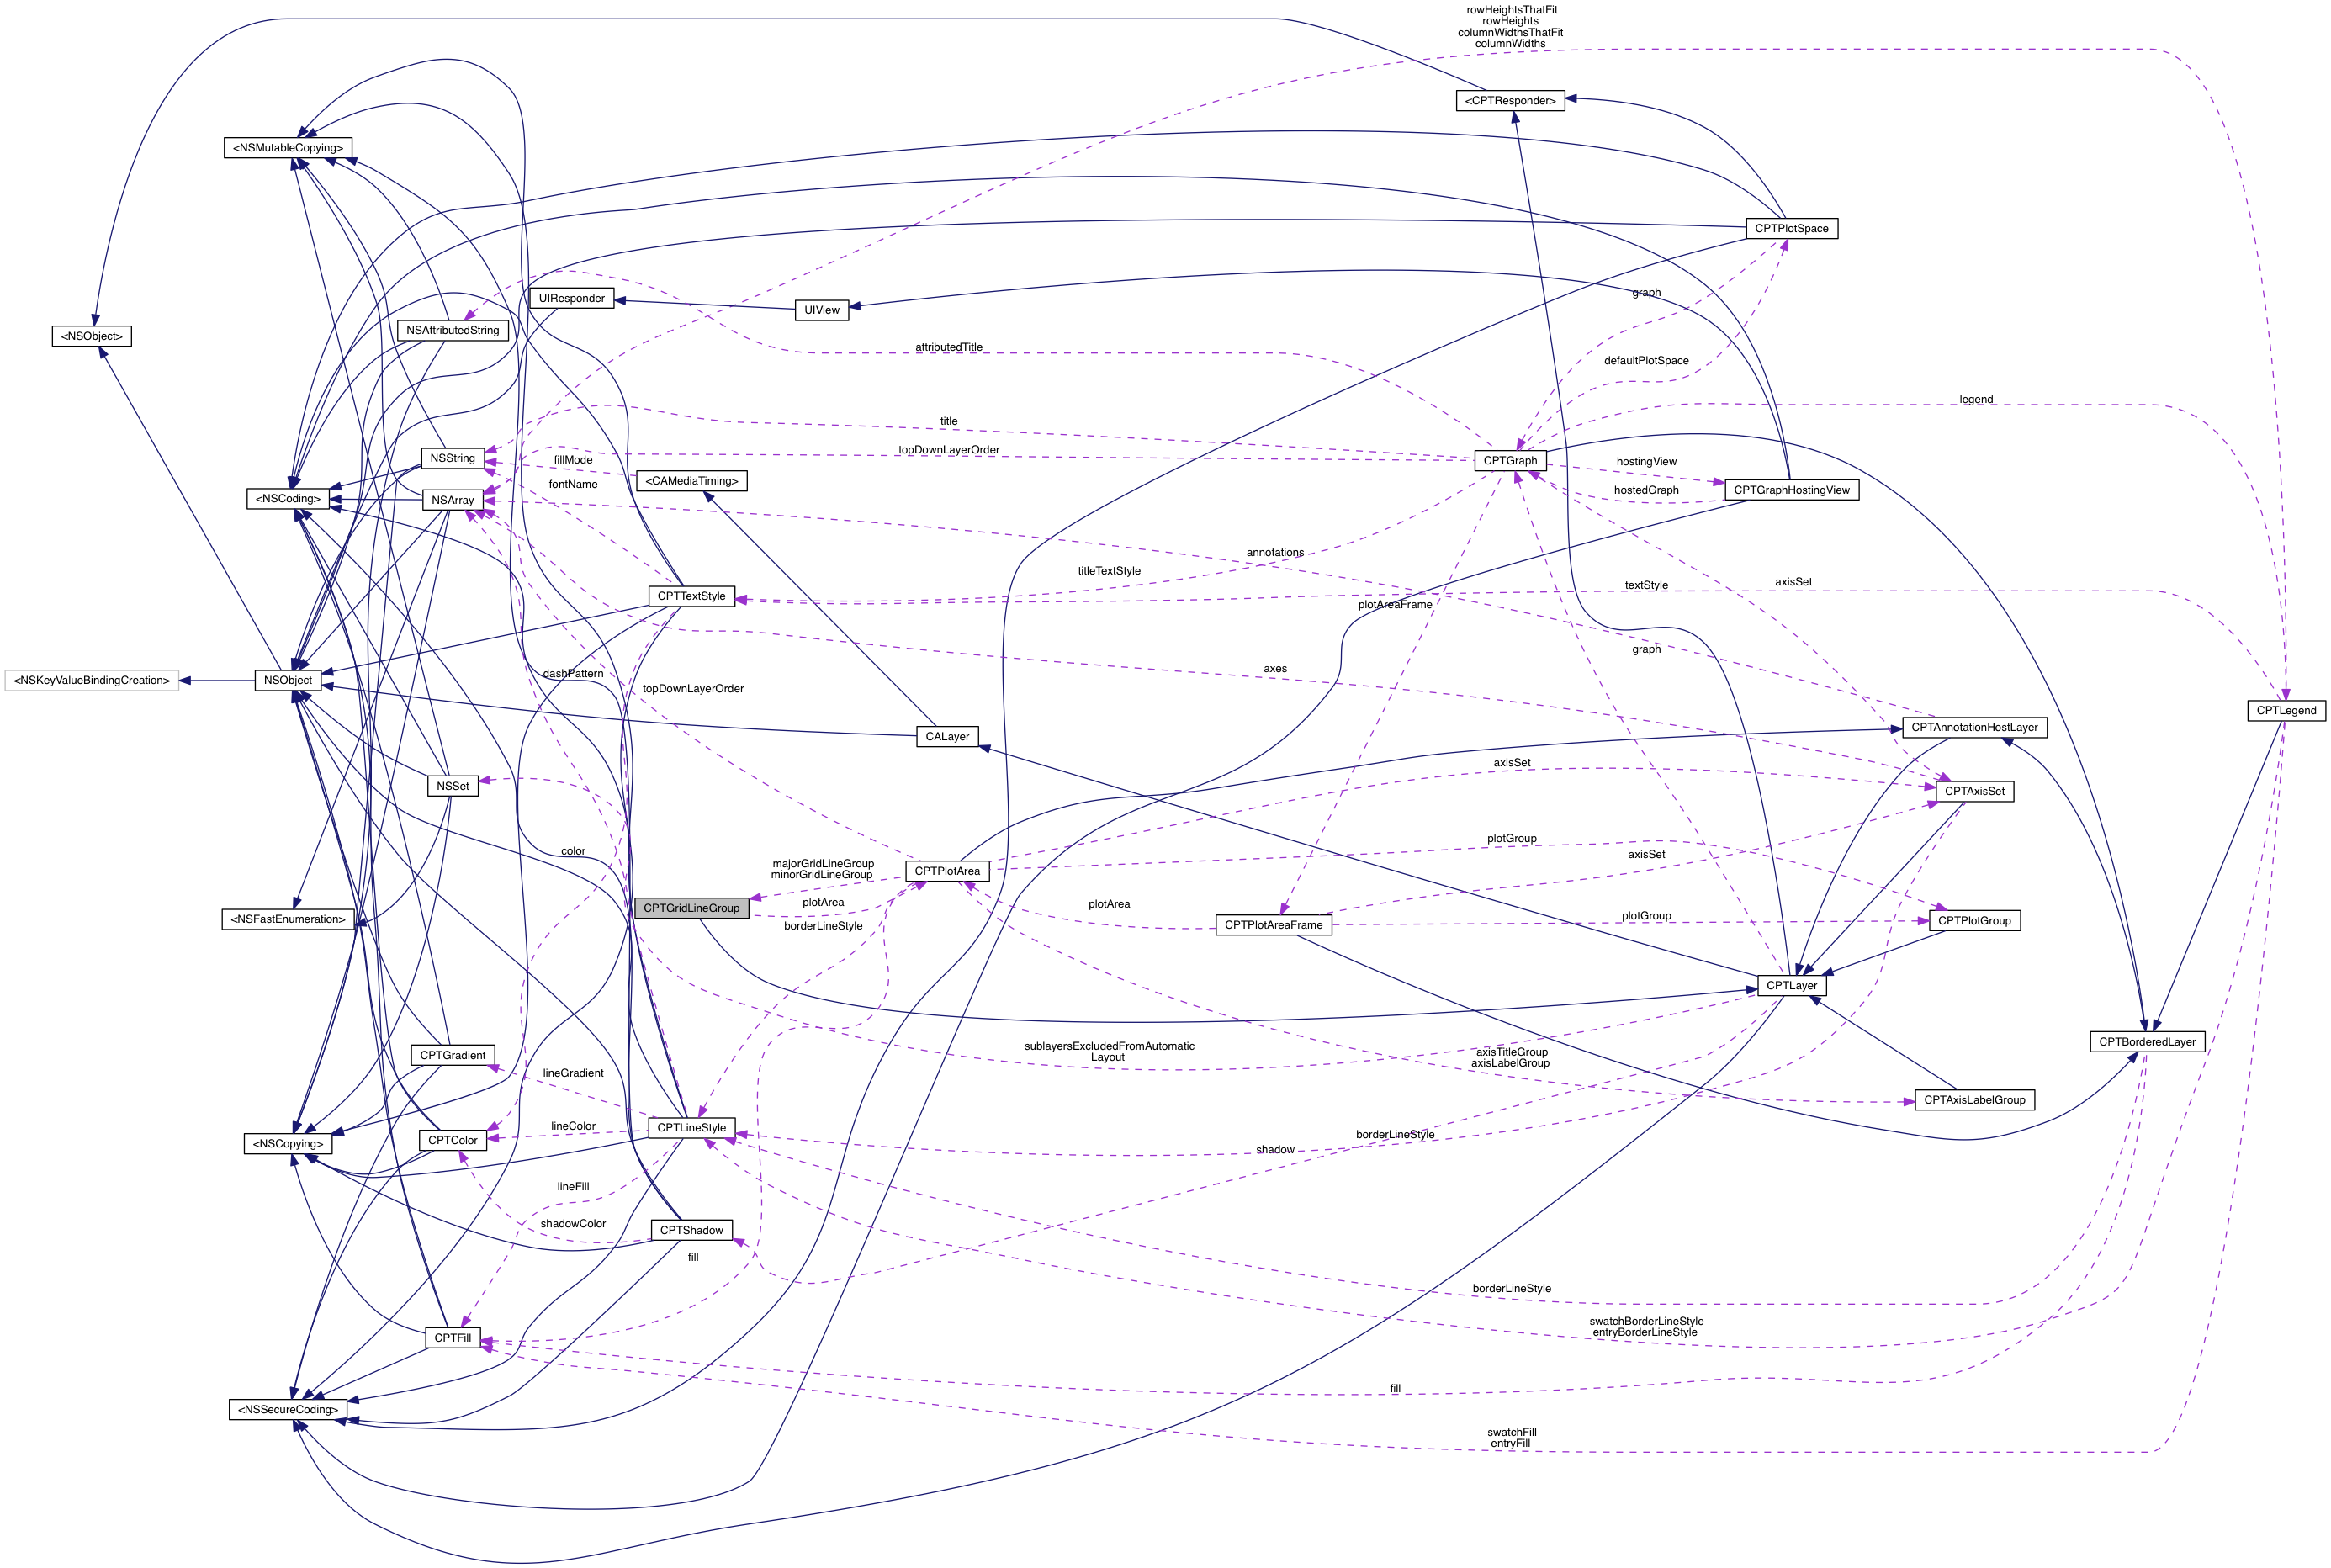 rowHeightsThatFit
rowHeights
columnWidthsThatFit
columnWidths
<CPTResponder>
<NSMutableCopying>
CPTPlotSpace
graph
UIResponder
UIView
NSAttributedString
<NSObject>
attributedTitle
defaultPlotSpace
legend
title
topDownLayerOrder
NSString
fillMode
CPTGraph
hostingView
<CAMediaTiming>
fontName
hostedGraph
CPTGraphHostingView
<NSCoding>
NSArray
annotations
titleTextStyle
axisSet
textStyle
CPTTextStyle
plotAreaFrame
graph
axes
dashPattern
<NSKeyValueBindingCreation>
NSObject
topDownLayerOrder
CPTLegend
CALayer
CPTAnnotationHostLayer
axisSet
NSSet
CPTAxisSet
plotGroup
color
axisSet
majorGridLineGroup
minorGridLineGroup
CPTPlotArea
plotArea
plotArea
CPTGridLineGroup
<NSFastEnumeration>
borderLineStyle
CPTPlotAreaFrame
plotGroup
CPTPlotGroup
CPTLayer
CPTBorderedLayer
sublayersExcludedFromAutomatic
Layout
axisTitleGroup
axisLabelGroup
CPTGradient
lineGradient
CPTAxisLabelGroup
lineColor
CPTLineStyle
<NSCopying>
CPTColor
borderLineStyle
shadow
lineFill
shadowColor
CPTShadow
fill
borderLineStyle
swatchBorderLineStyle
entryBorderLineStyle
CPTFill
fill
<NSSecureCoding>
swatchFill
entryFill